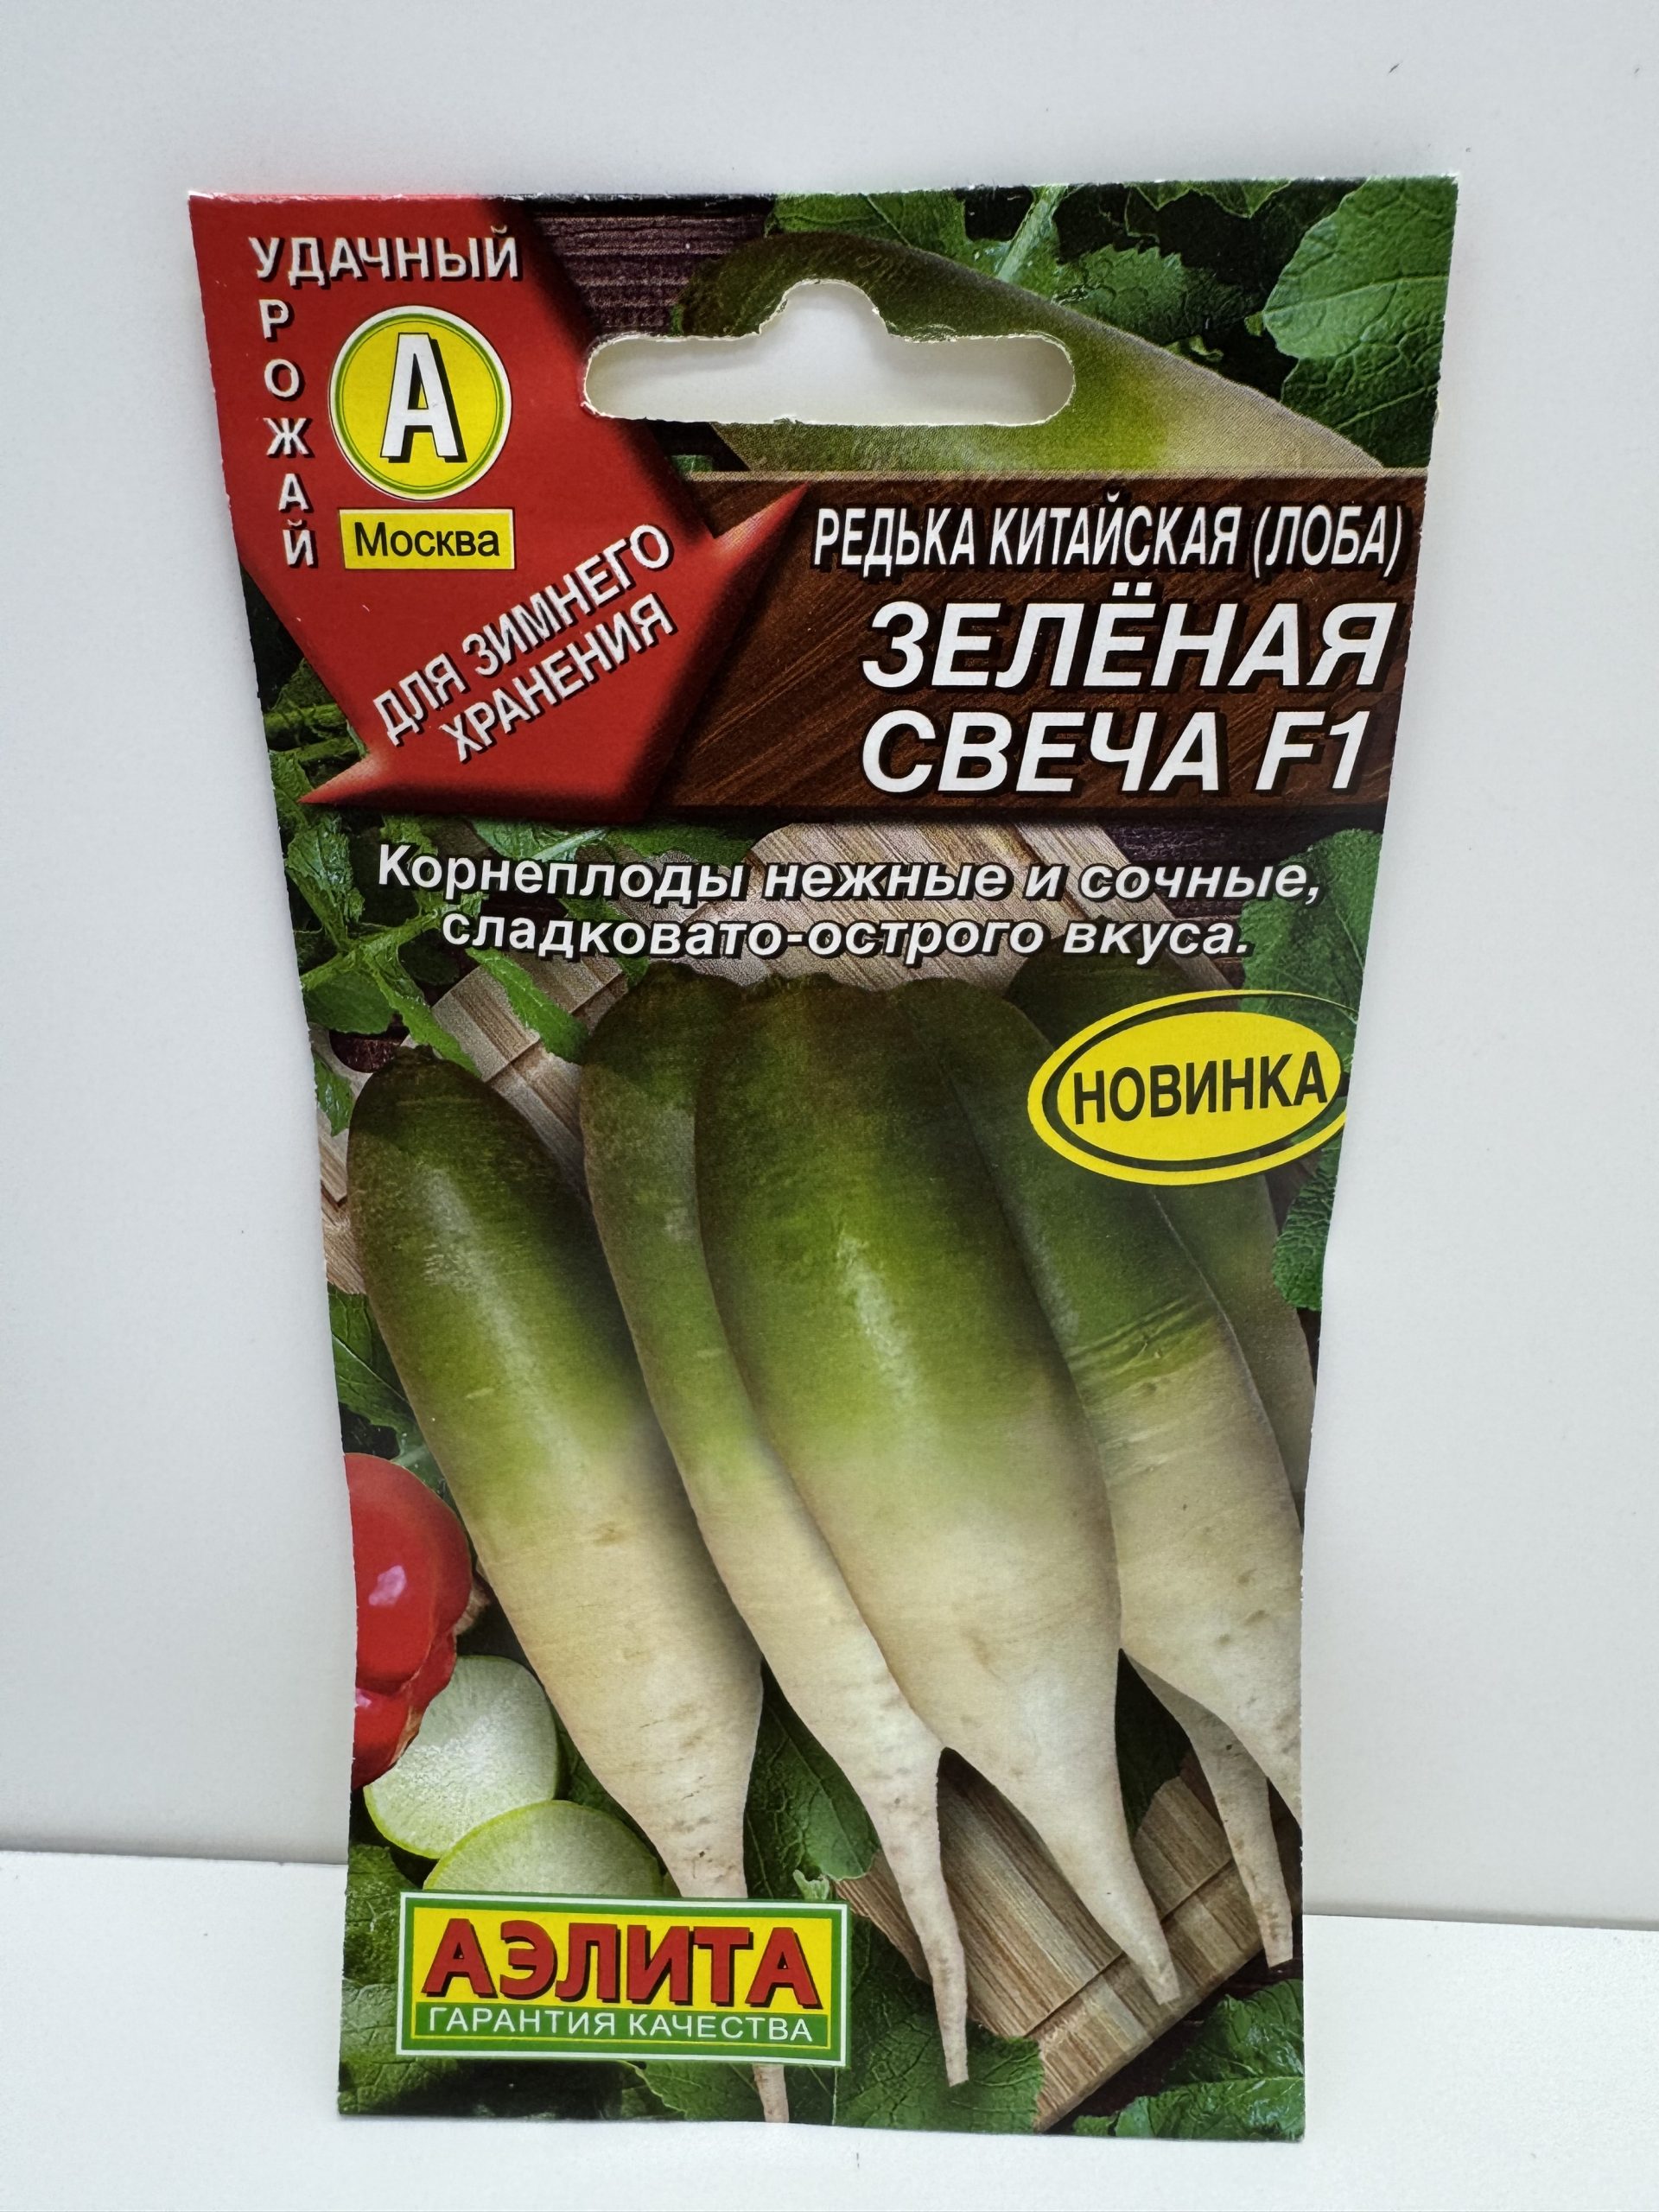 УДАЧНЫЙ
УРОЖАЙ
А
Москва
ДЛЯ ЗИМНЕГО
ХРАНЕНИЯ
РЕДЬКА КИТАЙСКАЯ (ЛОБА)
ЗЕЛЁНАЯ
СВЕЧА F1
Корнеплоды нежные и сочные,
сладковато-острого вкуса.
НОВИНКА
АЭЛИТА
ГАРАНТИЯ КАЧЕСТВА